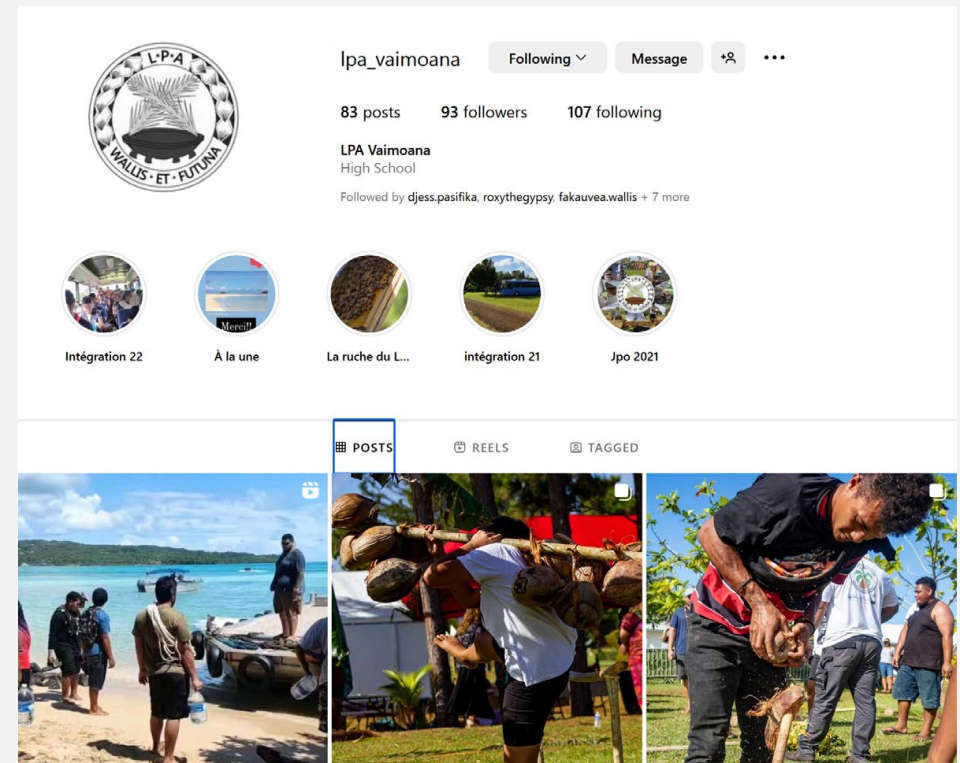 L·P·A
WALLIS · ET · FUTUNA
lpa_vaimoana
Following
Message
83 posts
93 followers
107 following
LPA Vaimoana
High School
Followed by djess.pasifika, roxythegypsy, fakauvea.wallis + 7 more
Merci!!
Intégration 22
À la une
La ruche du L...
intégration 21
Jpo 2021
POSTS
REELS
TAGGED